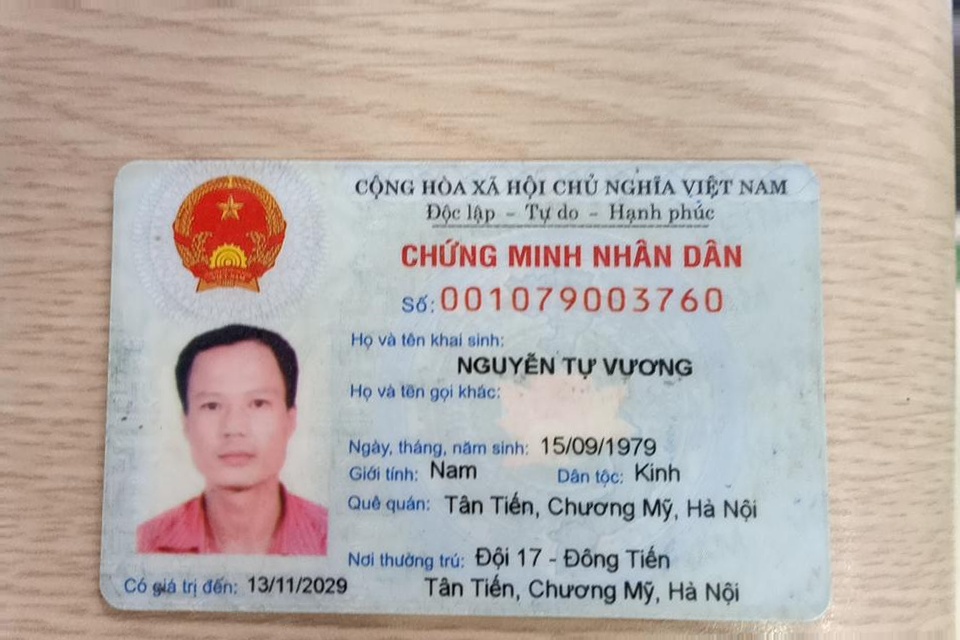 CỘNG HÒA XÃ HỘI CHỦ NGHĨA VIỆT NAM
Độc lập - Tự do - Hạnh phúc
CHỨNG MINH NHÂN DÂN
Số: 001079003760
Họ và tên khai sinh:
NGUYỄN TỰ VƯƠNG
Họ và tên gọi khác:
Ngày, tháng, năm sinh: 15/09/1979
Giới tính: Nam Dân tộc: Kinh
Quê quán: Tân Tiến, Chương Mỹ, Hà Nội
Nơi thường trú: Đội 17 - Đông Tiến
Tân Tiến, Chương Mỹ, Hà Nội
Có giá trị đến: 13/11/2029